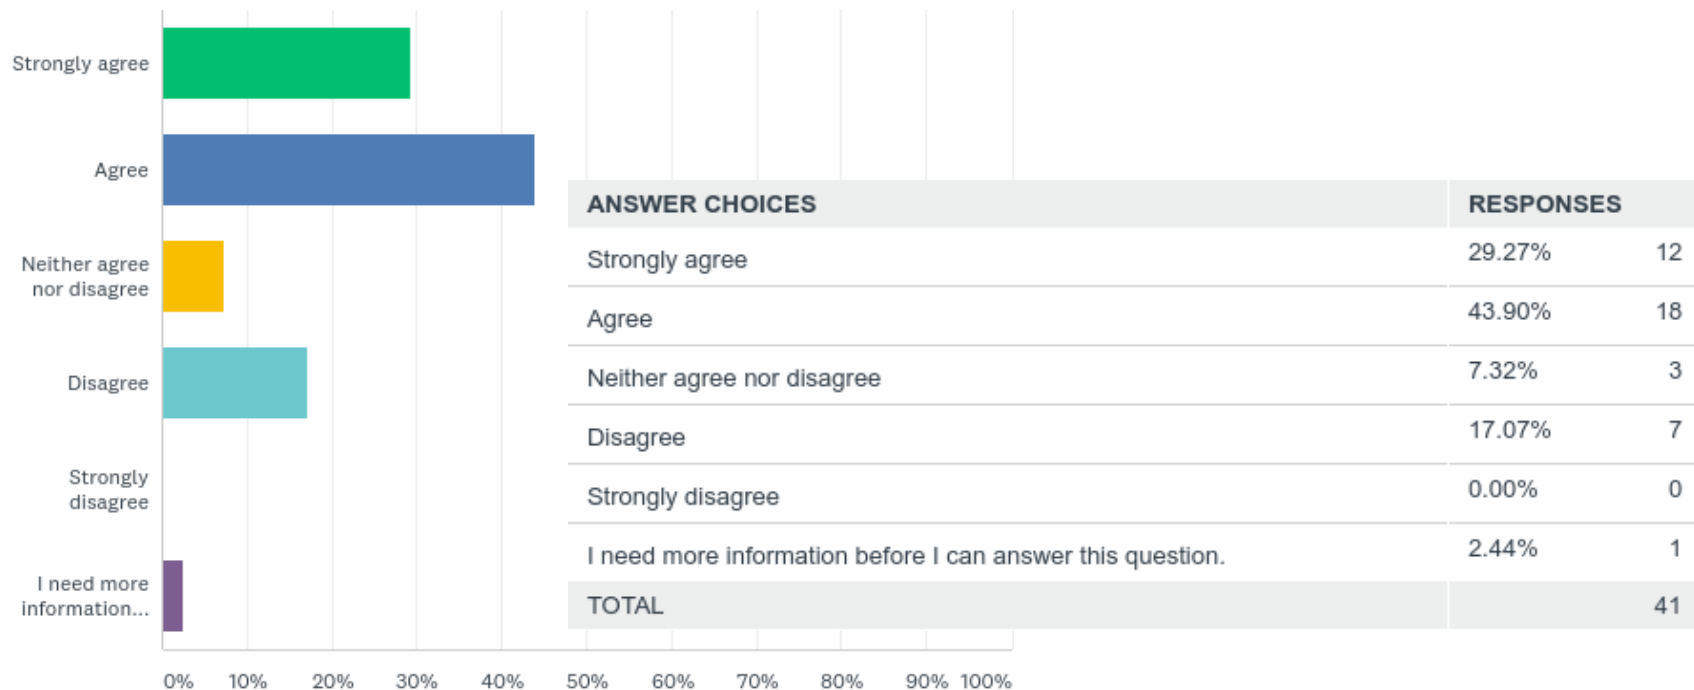 Strongly agree
Agree
Neither agree
nor disagree
Disagree
Strongly
disagree
I need more
information...
0% 10% 20% 30% 40% 50% 60% 70% 80% 90% 100%
ANSWER CHOICES RESPONSES
Strongly agree 29.27% 12
Agree 43.90% 18
Neither agree nor disagree 7.32% 3
Disagree 17.07% 7
Strongly disagree 0.00% 0
I need more information before I can answer this question. 2.44% 1
TOTAL 41